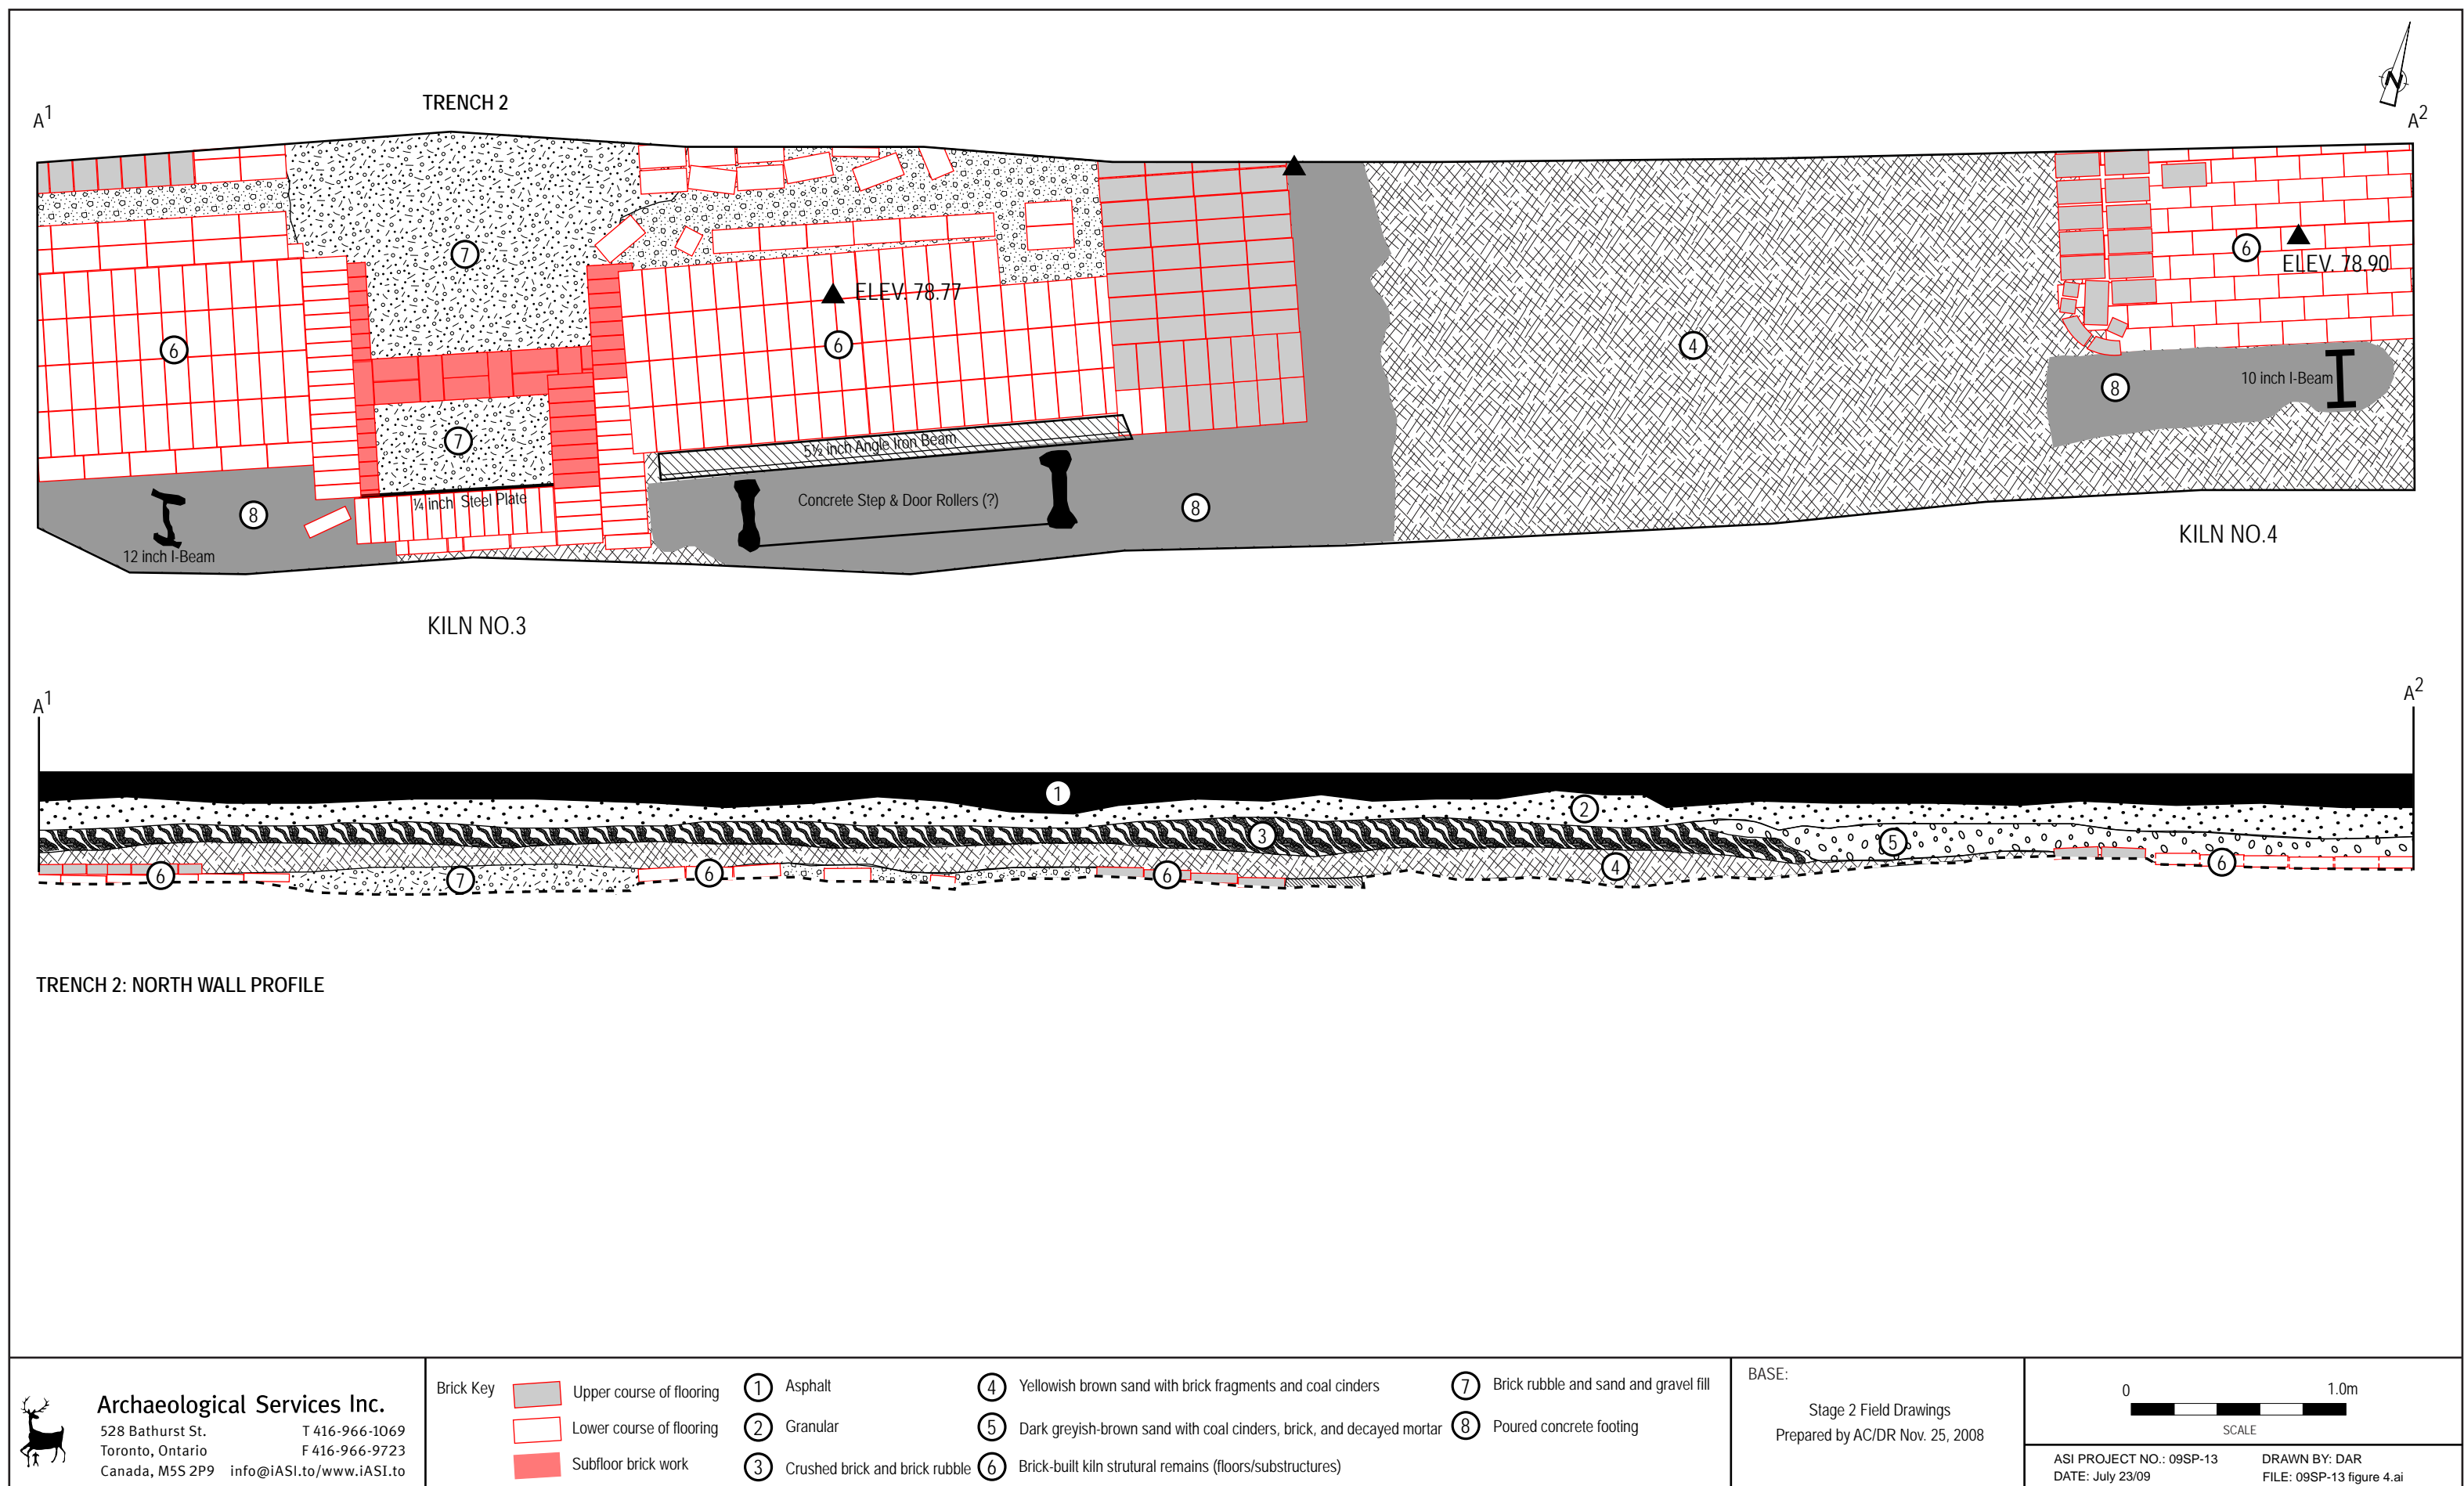 TRENCH 2
A1
A2
N
7
6
ELEV. 78.77
6
4
6
ELEV. 78.90
8
10 inch I-Beam
7
5½ inch Angle Iron Beam
¼ inch Steel Plate
Concrete Step & Door Rollers (?)
8
8
12 inch I-Beam
KILN NO.4
KILN NO.3
A1
A2
1
2
3
5
4
6
7
6
6
6
TRENCH 2: NORTH WALL PROFILE
Archaeological Services Inc.
528 Bathurst St. T 416-966-1069
Toronto, Ontario F 416-966-9723
Canada, M5S 2P9 info@iASI.to/www.iASI.to
Brick Key
Upper course of flooring
Lower course of flooring
Subfloor brick work
1 Asphalt
2 Granular
3 Crushed brick and brick rubble
4 Yellowish brown sand with brick fragments and coal cinders
5 Dark greyish-brown sand with coal cinders, brick, and decayed mortar
6 Brick-built kiln strutural remains (floors/substructures)
7 Brick rubble and sand and gravel fill
8 Poured concrete footing
BASE:
Stage 2 Field Drawings
Prepared by AC/DR Nov. 25, 2008
0 1.0m
SCALE
ASI PROJECT NO.: 09SP-13 DRAWN BY: DAR
DATE: July 23/09 FILE: 09SP-13 figure 4.ai